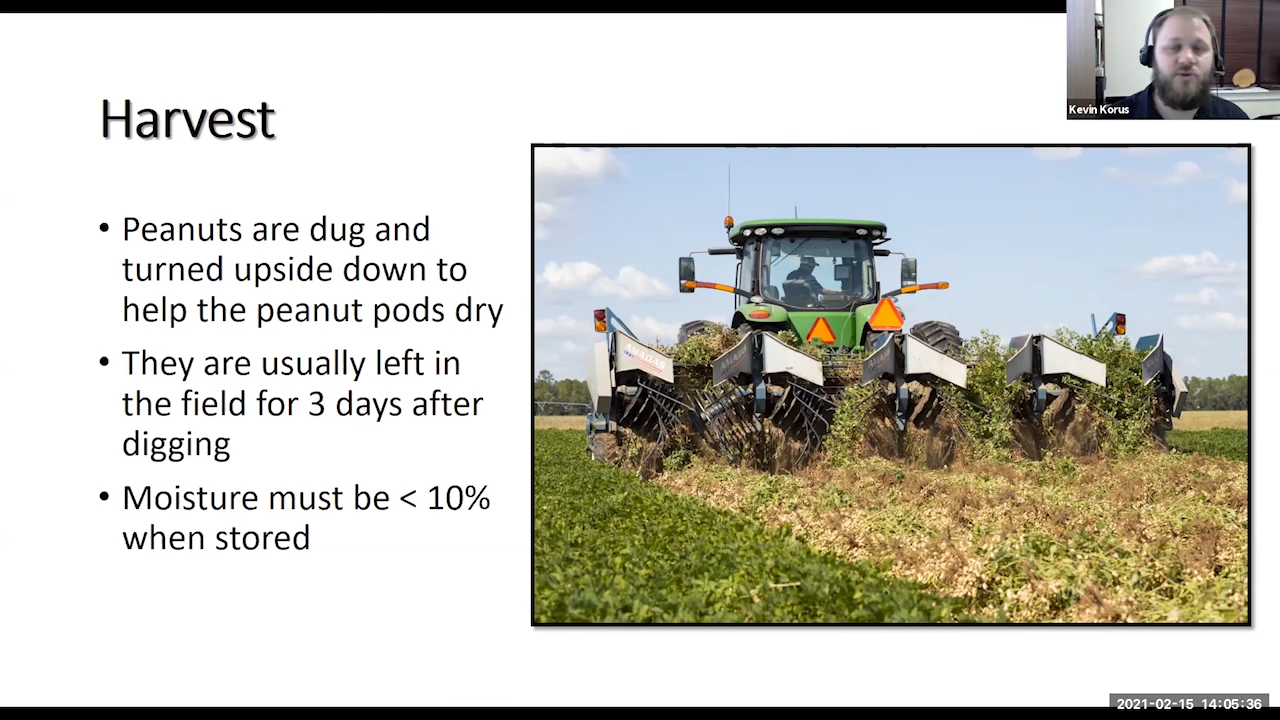 Kevin Korus
Harvest
• Peanuts are dug and
turned upside down to
help the peanut pods dry
• They are usually left in
the field for 3 days after
digging
• Moisture must be < 10%
when stored
AMADAS
2021-02-15 14:05:36